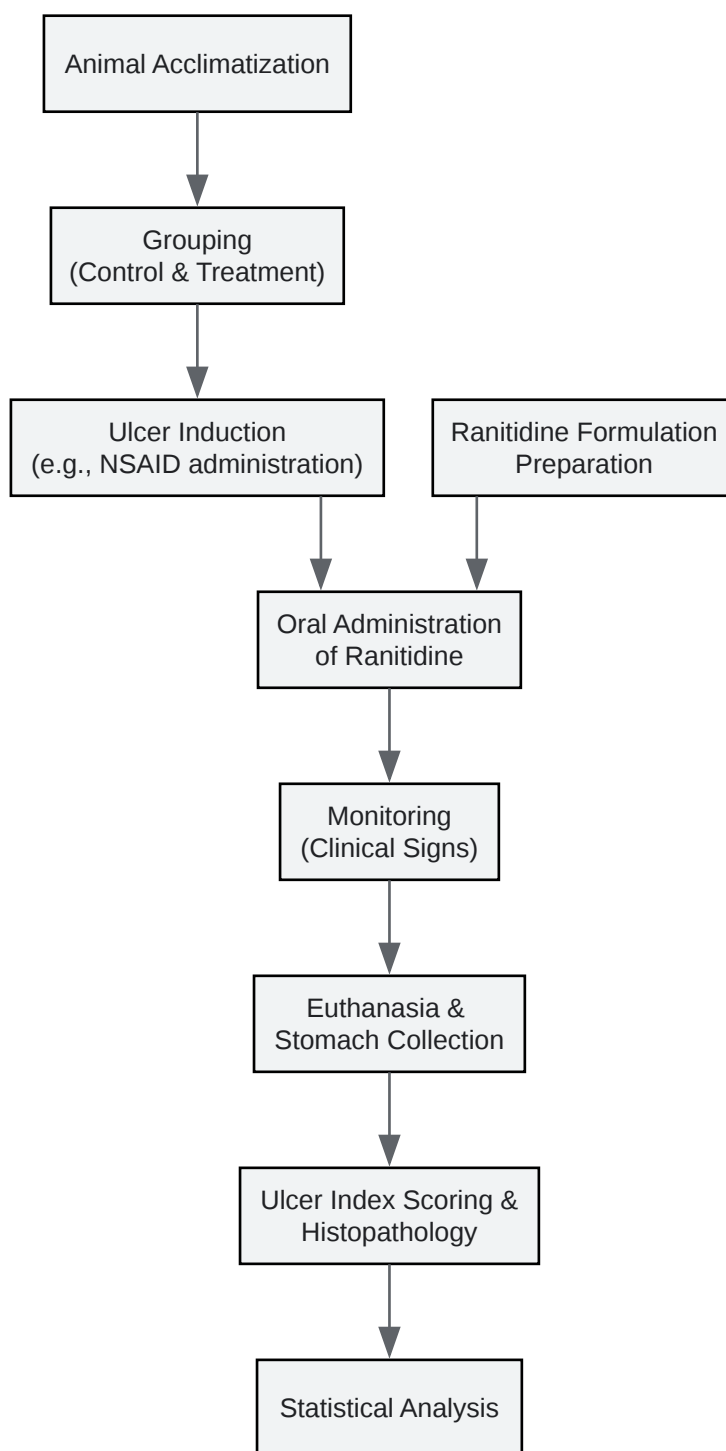 Animal Acclimatization
Grouping
(Control & Treatment)
Ulcer Induction
(e.g., NSAID administration)
Ranitidine Formulation
Preparation
Oral Administration
of Ranitidine
Monitoring
(Clinical Signs)
Euthanasia &
Stomach Collection
Ulcer Index Scoring &
Histopathology
Statistical Analysis